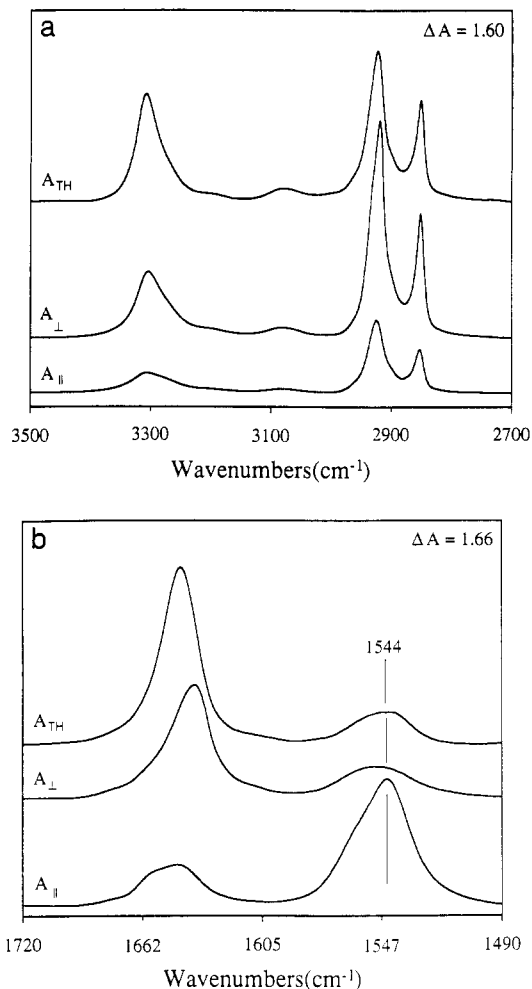 a
ΔA = 1.60
A_TH
A_⊥
A_||
3500 3300 3100 2900 2700
Wavenumbers(cm⁻¹)
b
ΔA = 1.66
1544
A_TH
A_⊥
A_||
1720 1662 1605 1547 1490
Wavenumbers(cm⁻¹)